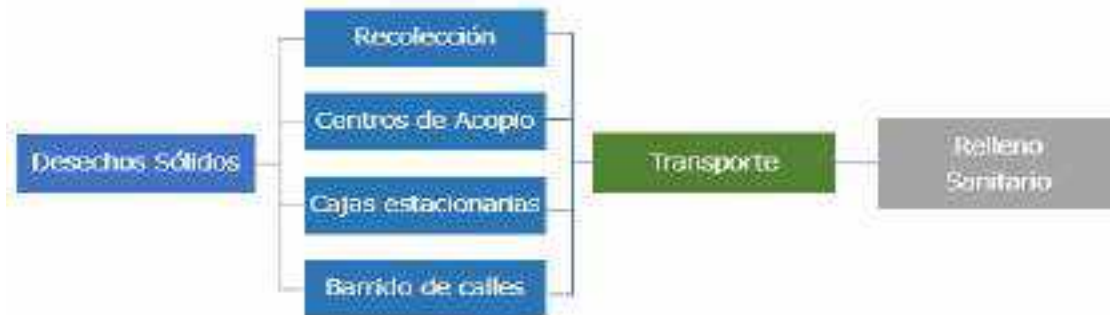 Desechos Sólidos
Recolección
Centros de Acopio
Cajas estacionarias
Barrido de calles
Transporte
Relleno
Sanitario